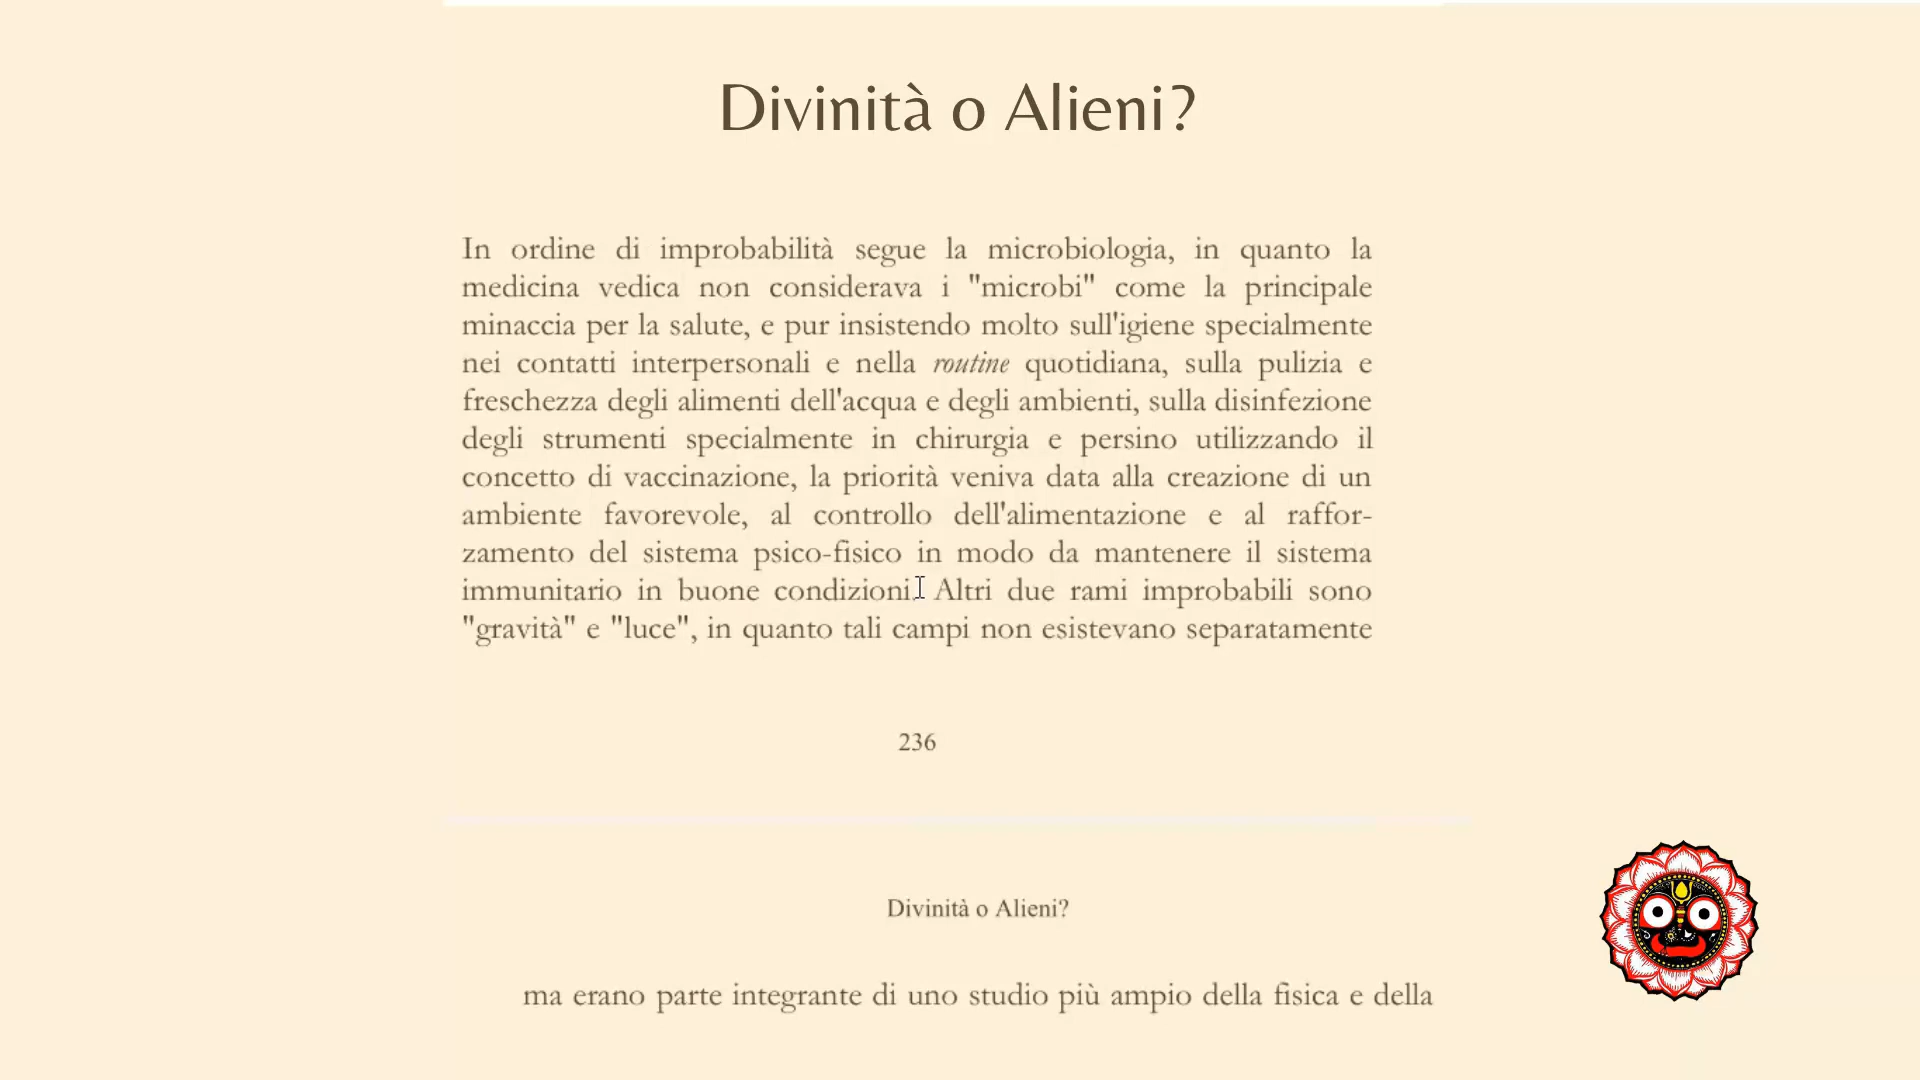 Divinità o Alieni?
In ordine di improbabilità segue la microbiologia, in quanto la
medicina vedica non considerava i "microbi" come la principale
minaccia per la salute, e pur insistendo molto sull'igiene specialmente
nei contatti interpersonali e nella routine quotidiana, sulla pulizia e
freschezza degli alimenti dell'acqua e degli ambienti, sulla disinfezione
degli strumenti specialmente in chirurgia e persino utilizzando il
concetto di vaccinazione, la priorità veniva data alla creazione di un
ambiente favorevole, al controllo dell'alimentazione e al raffor-
zamento del sistema psico-fisico in modo da mantenere il sistema
immunitario in buone condizioni. Altri due rami improbabili sono
"gravità" e "luce", in quanto tali campi non esistevano separatamente
236
Divinità o Alieni?
ma erano parte integrante di uno studio più ampio della fisica e della